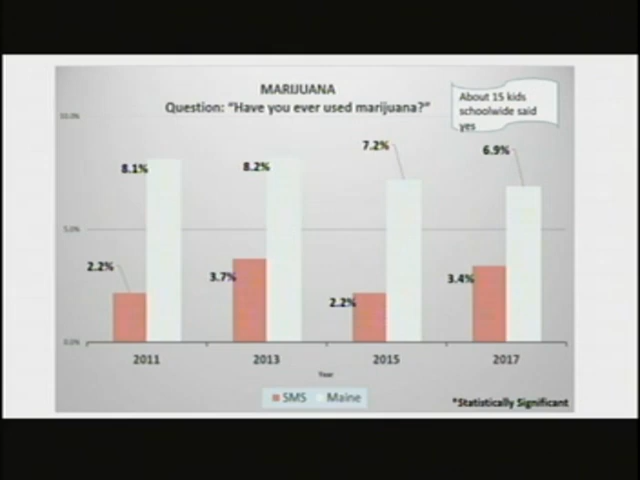 MARIJUANA
Question: "Have you ever used marijuana?"
About 15 kids
schoolwide said
yes
10.0%
5.0%
0.0%
8.1%
8.2%
7.2%
6.9%
2.2%
3.7%
2.2%
3.4%
2011
2013
2015
2017
Year
SMS
Maine
*Statistically Significant